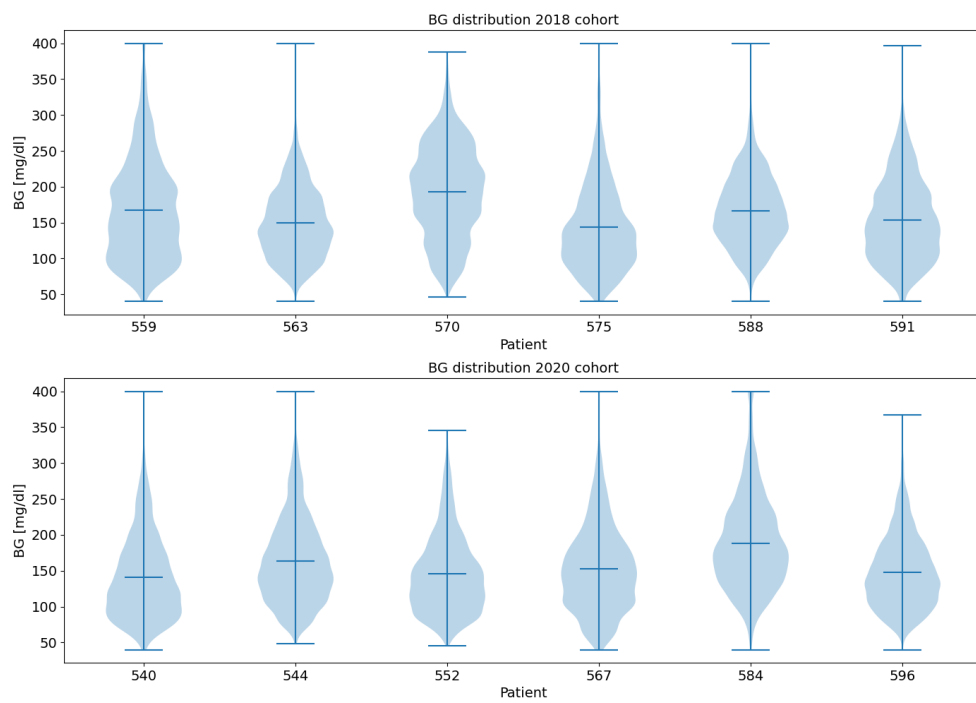 BG distribution 2018 cohort
400
350
300
250
200
150
100
50
BG [mg/dl]
559 563 570 575 588 591
Patient
BG distribution 2020 cohort
400
350
300
250
200
150
100
50
BG [mg/dl]
540 544 552 567 584 596
Patient